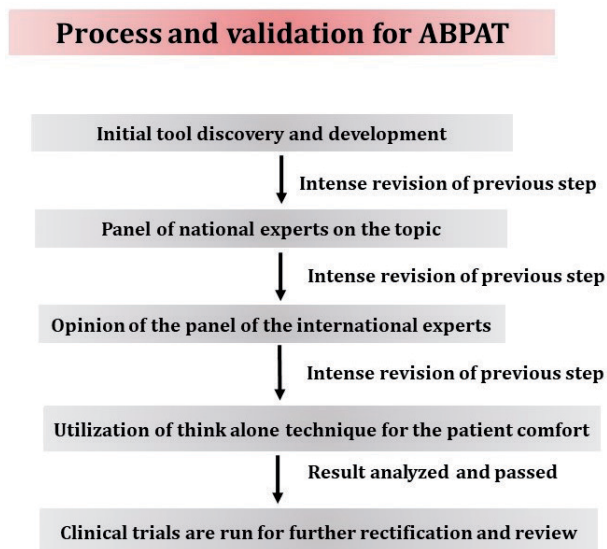 Process and validation for ABPAT
Initial tool discovery and development
Intense revision of previous step
Panel of national experts on the topic
Intense revision of previous step
Opinion of the panel of the international experts
Intense revision of previous step
Utilization of think alone technique for the patient comfort
Result analyzed and passed
Clinical trials are run for further rectification and review